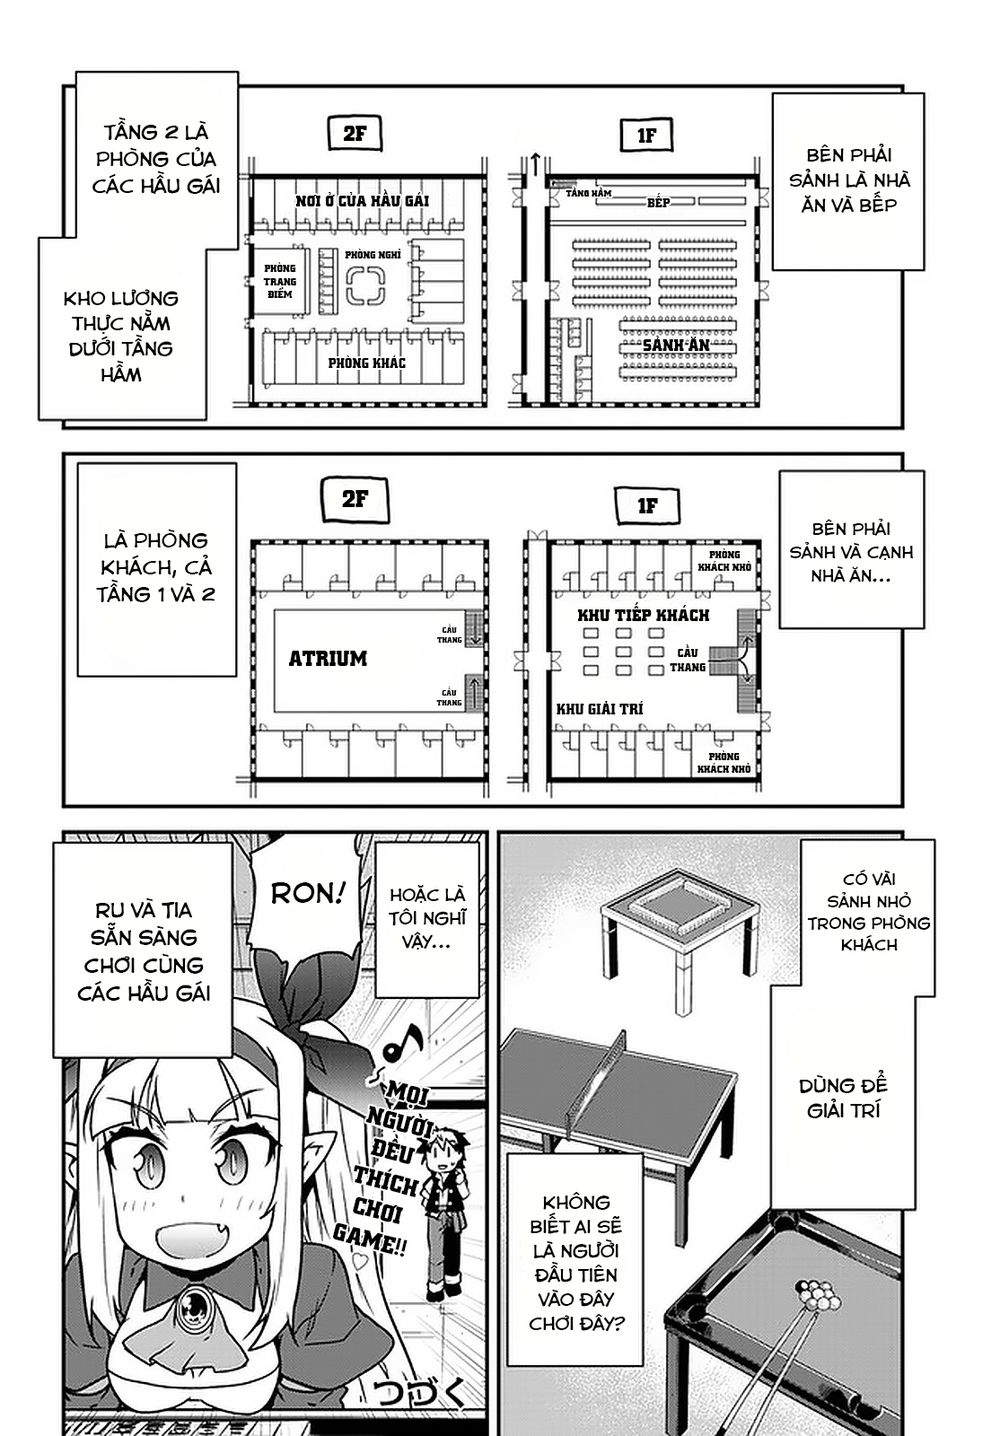 BÊN PHẢI
SẢNH LÀ NHÀ
ĂN VÀ BẾP
1F
TẦNG HẦM
BẾP
SẢNH ĂN
2F
NƠI Ở CỦA HẦU GÁI
PHÒNG NGHỈ
PHÒNG
TRANG
ĐIỂM
PHÒNG KHÁC
TẦNG 2 LÀ
PHÒNG CỦA
CÁC HẦU GÁI
KHO LƯƠNG
THỰC NẰM
DƯỚI TẦNG
HẦM
BÊN PHẢI
SẢNH VÀ CẠNH
NHÀ ĂN...
1F
PHÒNG
KHÁCH NHỎ
KHU TIẾP KHÁCH
CẦU
THANG
KHU GIẢI TRÍ
PHÒNG
KHÁCH NHỎ
2F
CẦU
THANG
ATRIUM
CẦU
THANG
LÀ PHÒNG
KHÁCH, CẢ
TẦNG 1 VÀ 2
CÓ VÀI
SẢNH NHỎ
TRONG PHÒNG
KHÁCH
DÙNG ĐỂ
GIẢI TRÍ
KHÔNG
BIẾT AI SẼ
LÀ NGƯỜI
ĐẦU TIÊN
VÀO ĐÂY
CHƠI ĐÂY?
HOẶC LÀ
TÔI NGHĨ
VẬY...
RON!
RU VÀ TIA
SẴN SÀNG
CHƠI CÙNG
CÁC HẦU GÁI
MỌI
NGƯỜI
ĐỀU
THÍCH
CHƠI
GAME!!
つづく